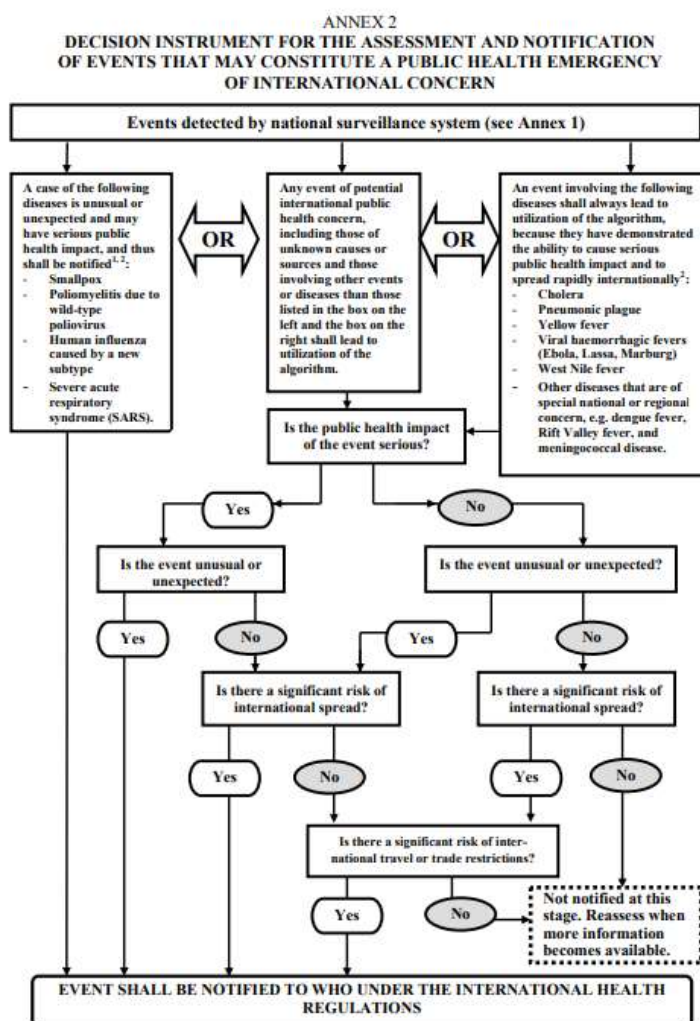 ANNEX 2
DECISION INSTRUMENT FOR THE ASSESSMENT AND NOTIFICATION
OF EVENTS THAT MAY CONSTITUTE A PUBLIC HEALTH EMERGENCY
OF INTERNATIONAL CONCERN
Events detected by national surveillance system (see Annex 1)
A case of the following
diseases is unusual or
unexpected and may
have serious public
health impact, and thus
shall be notified¹, ²:
- Smallpox
- Poliomyelitis due to
wild-type
poliovirus
- Human influenza
caused by a new
subtype
- Severe acute
respiratory
syndrome (SARS).
OR
Any event of potential
international public
health concern,
including those of
unknown causes or
sources and those
involving other events
or diseases than those
listed in the box on the
left and the box on the
right shall lead to
utilization of the
algorithm.
OR
An event involving the following
diseases shall always lead to
utilization of the algorithm,
because they have demonstrated
the ability to cause serious
public health impact and to
spread rapidly internationally²:
- Cholera
- Pneumonic plague
- Yellow fever
- Viral haemorrhagic fevers
(Ebola, Lassa, Marburg)
- West Nile fever
- Other diseases that are of
special national or regional
concern, e.g. dengue fever,
Rift Valley fever, and
meningococcal disease.
Is the public health impact
of the event serious?
Yes
No
Is the event unusual or
unexpected?
Is the event unusual or unexpected?
Yes
No
Yes
No
Is there a significant risk of
international spread?
Is there a significant risk of
international spread?
Yes
No
Yes
No
Is there a significant risk of inter-
national travel or trade restrictions?
Yes
No
Not notified at this
stage. Reassess when
more information
becomes available.
EVENT SHALL BE NOTIFIED TO WHO UNDER THE INTERNATIONAL HEALTH
REGULATIONS